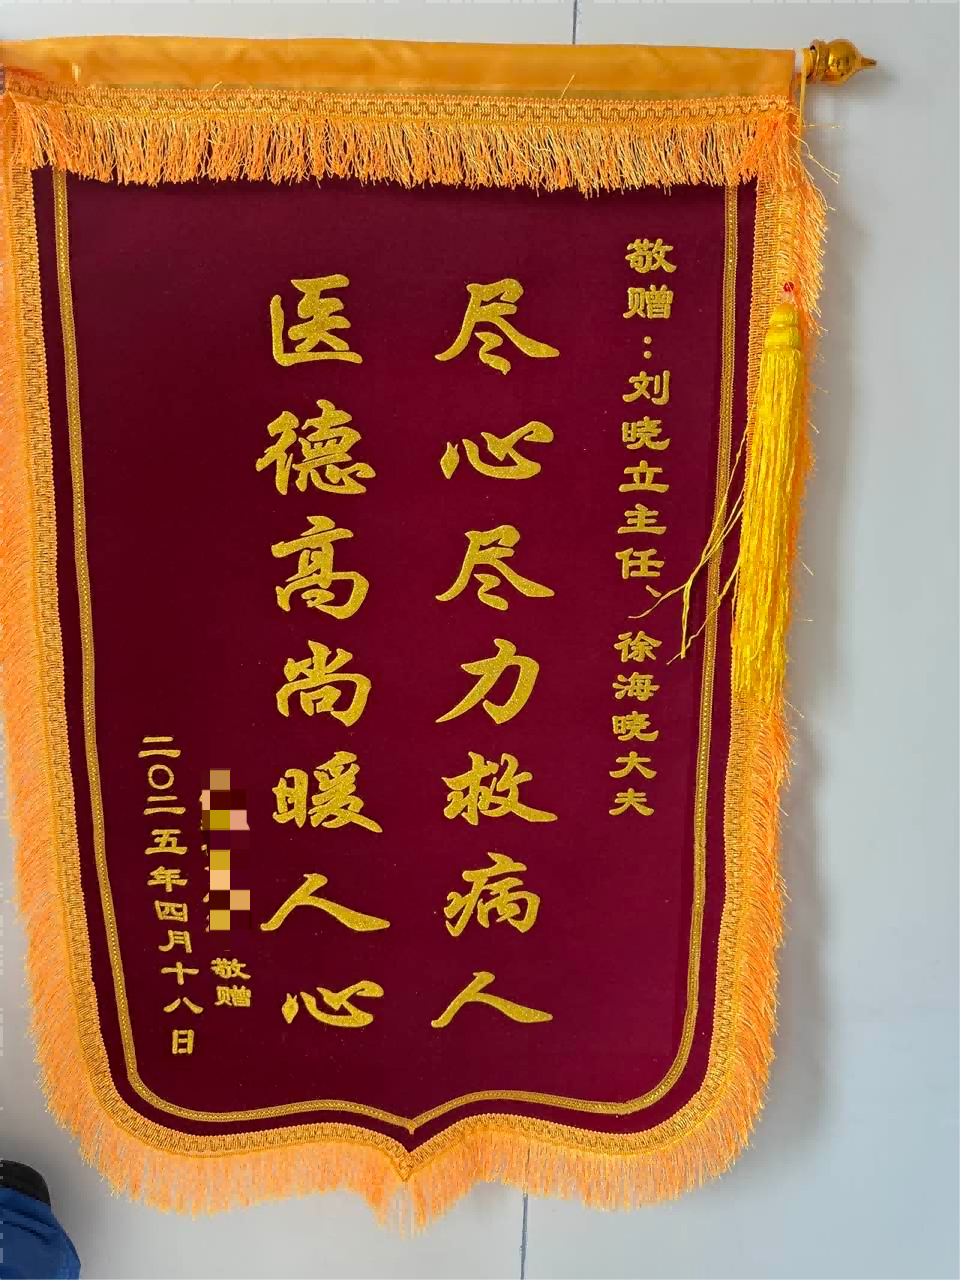 敬赠：刘晓立主任、徐海晓大夫
尽心尽力救病人
医德高尚暖人心
敬赠
二〇二五年四月十八日